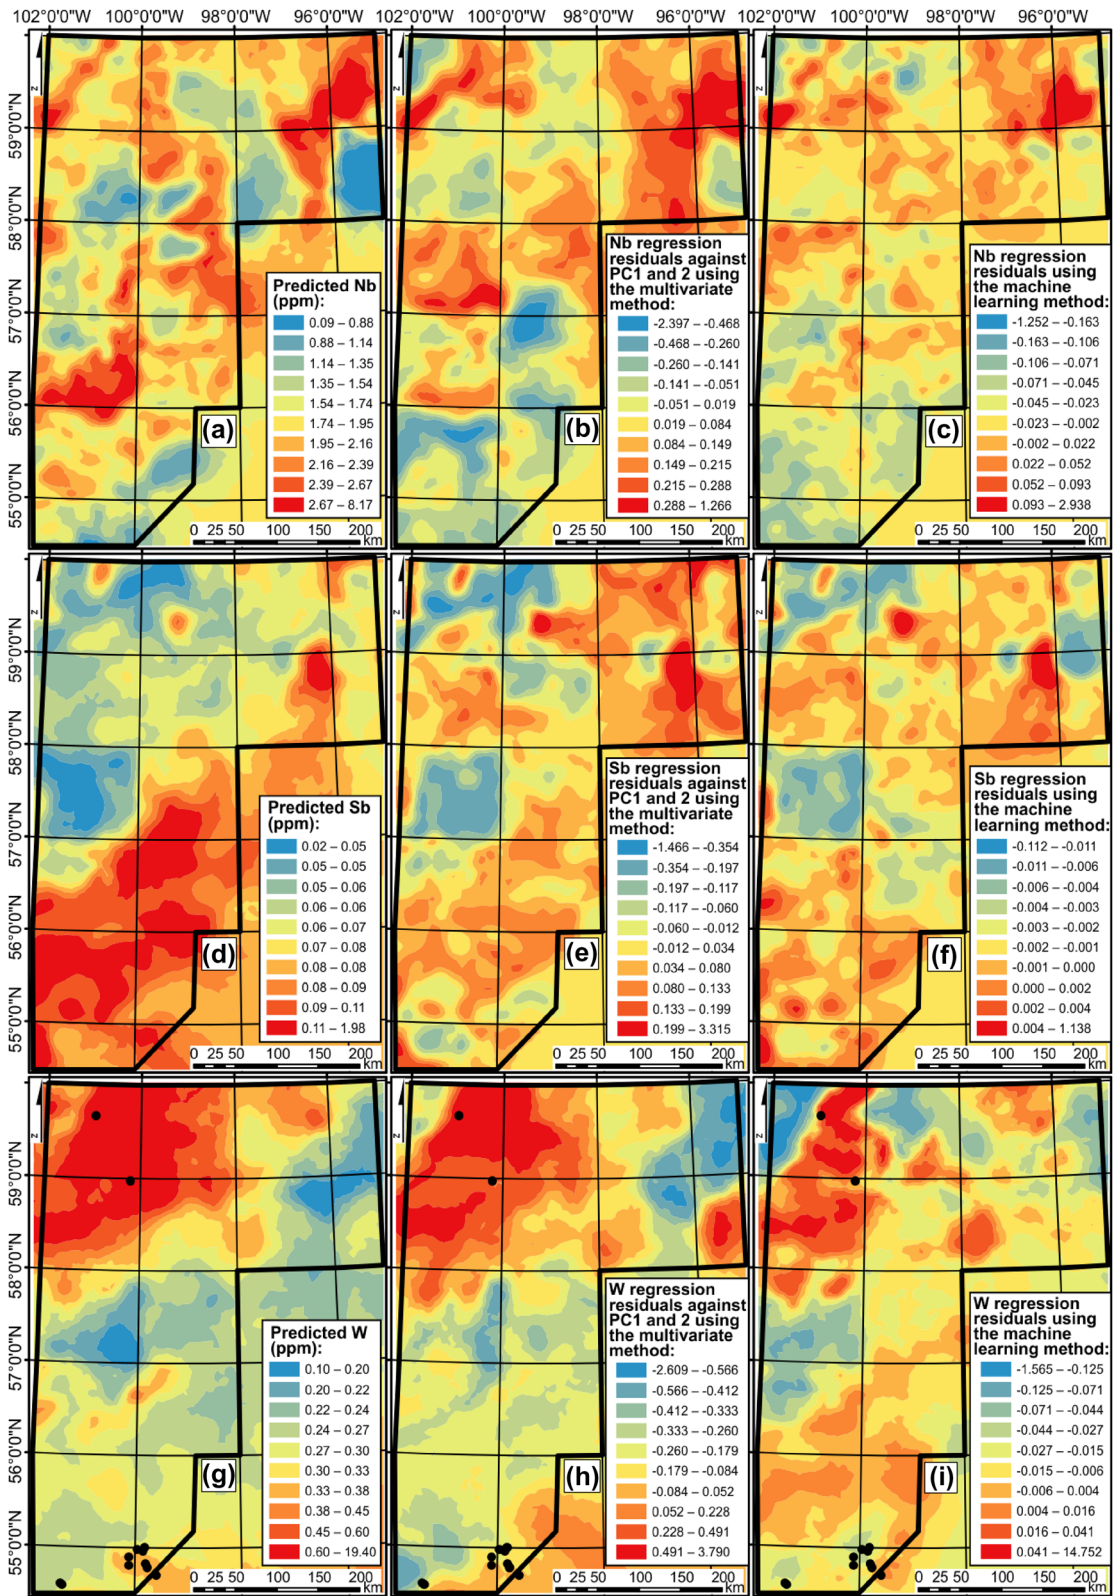 102°0'0"W 100°0'0"W 98°0'0"W 96°0'0"W 102°0'0"W 100°0'0"W 98°0'0"W 96°0'0"W 102°0'0"W 100°0'0"W 98°0'0"W 96°0'0"W
59°0'0"N
58°0'0"N
57°0'0"N
56°0'0"N
55°0'0"N
z
Predicted Nb
(ppm):
0.09 – 0.88
0.88 – 1.14
1.14 – 1.35
1.35 – 1.54
1.54 – 1.74
1.74 – 1.95
1.95 – 2.16
2.16 – 2.39
2.39 – 2.67
2.67 – 8.17
(a)
0 25 50 100 150 200
km
z
Nb regression
residuals against
PC1 and 2 using
the multivariate
method:
-2.397 – -0.468
-0.468 – -0.260
-0.260 – -0.141
-0.141 – -0.051
-0.051 – 0.019
0.019 – 0.084
0.084 – 0.149
0.149 – 0.215
0.215 – 0.288
0.288 – 1.266
(b)
0 25 50 100 150 200
km
z
Nb regression
residuals using
the machine
learning method:
-1.252 – -0.163
-0.163 – -0.106
-0.106 – -0.071
-0.071 – -0.045
-0.045 – -0.023
-0.023 – -0.002
-0.002 – 0.022
0.022 – 0.052
0.052 – 0.093
0.093 – 2.938
(c)
0 25 50 100 150 200
km
59°0'0"N
58°0'0"N
57°0'0"N
56°0'0"N
55°0'0"N
z
Predicted Sb
(ppm):
0.02 – 0.05
0.05 – 0.05
0.05 – 0.06
0.06 – 0.06
0.06 – 0.07
0.07 – 0.08
0.08 – 0.08
0.08 – 0.09
0.09 – 0.11
0.11 – 1.98
(d)
0 25 50 100 150 200
km
z
Sb regression
residuals against
PC1 and 2 using
the multivariate
method:
-1.466 – -0.354
-0.354 – -0.197
-0.197 – -0.117
-0.117 – -0.060
-0.060 – -0.012
-0.012 – 0.034
0.034 – 0.080
0.080 – 0.133
0.133 – 0.199
0.199 – 3.315
(e)
0 25 50 100 150 200
km
z
Sb regression
residuals using
the machine
learning method:
-0.112 – -0.011
-0.011 – -0.006
-0.006 – -0.004
-0.004 – -0.003
-0.003 – -0.002
-0.002 – -0.001
-0.001 – 0.000
0.000 – 0.002
0.002 – 0.004
0.004 – 1.138
(f)
0 25 50 100 150 200
km
59°0'0"N
58°0'0"N
57°0'0"N
56°0'0"N
55°0'0"N
z
Predicted W
(ppm):
0.10 – 0.20
0.20 – 0.22
0.22 – 0.24
0.24 – 0.27
0.27 – 0.30
0.30 – 0.33
0.33 – 0.38
0.38 – 0.45
0.45 – 0.60
0.60 – 19.40
(g)
0 25 50 100 150 200
km
z
W regression
residuals against
PC1 and 2 using
the multivariate
method:
-2.609 – -0.566
-0.566 – -0.412
-0.412 – -0.333
-0.333 – -0.260
-0.260 – -0.179
-0.179 – -0.084
-0.084 – 0.052
0.052 – 0.228
0.228 – 0.491
0.491 – 3.790
(h)
0 25 50 100 150 200
km
z
W regression
residuals using
the machine
learning method:
-1.565 – -0.125
-0.125 – -0.071
-0.071 – -0.044
-0.044 – -0.027
-0.027 – -0.015
-0.015 – -0.006
-0.006 – 0.004
0.004 – 0.016
0.016 – 0.041
0.041 – 14.752
(i)
0 25 50 100 150 200
km